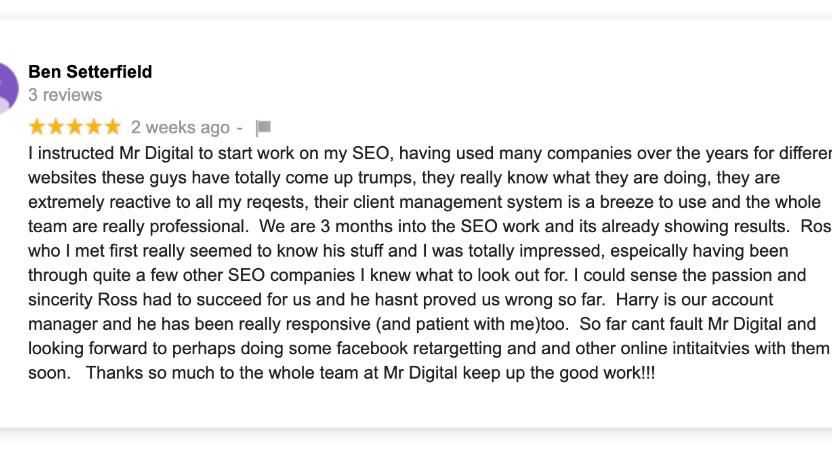 Ben Setterfield
3 reviews
2 weeks ago -
I instructed Mr Digital to start work on my SEO, having used many companies over the years for differen
websites these guys have totally come up trumps, they really know what they are doing, they are
extremely reactive to all my reqests, their client management system is a breeze to use and the whole
team are really professional.  We are 3 months into the SEO work and its already showing results.  Ros
who I met first really seemed to know his stuff and I was totally impressed, espeically having been
through quite a few other SEO companies I knew what to look out for. I could sense the passion and
sincerity Ross had to succeed for us and he hasnt proved us wrong so far.  Harry is our account
manager and he has been really responsive (and patient with me)too.  So far cant fault Mr Digital and
looking forward to perhaps doing some facebook retargetting and and other online intitaitvies with them
soon.   Thanks so much to the whole team at Mr Digital keep up the good work!!!